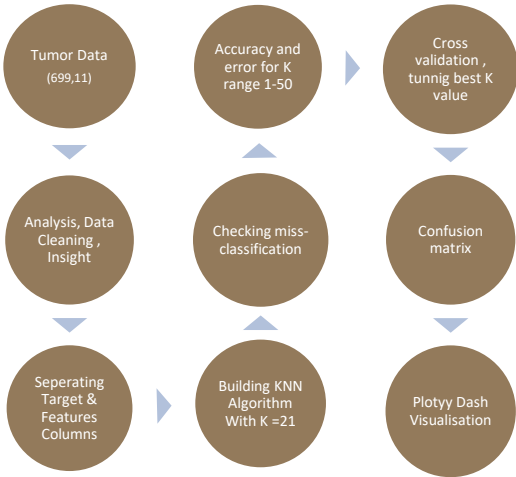 Tumor Data
(699,11)
Analysis, Data
Cleaning ,
Insight
Seperating
Target &
Features
Columns
Building KNN
Algorithm
With K =21
Checking miss-
classification
Accuracy and
error for K
range 1-50
Cross
validation ,
tunnig best K
value
Confusion
matrix
Plotyy Dash
Visualisation